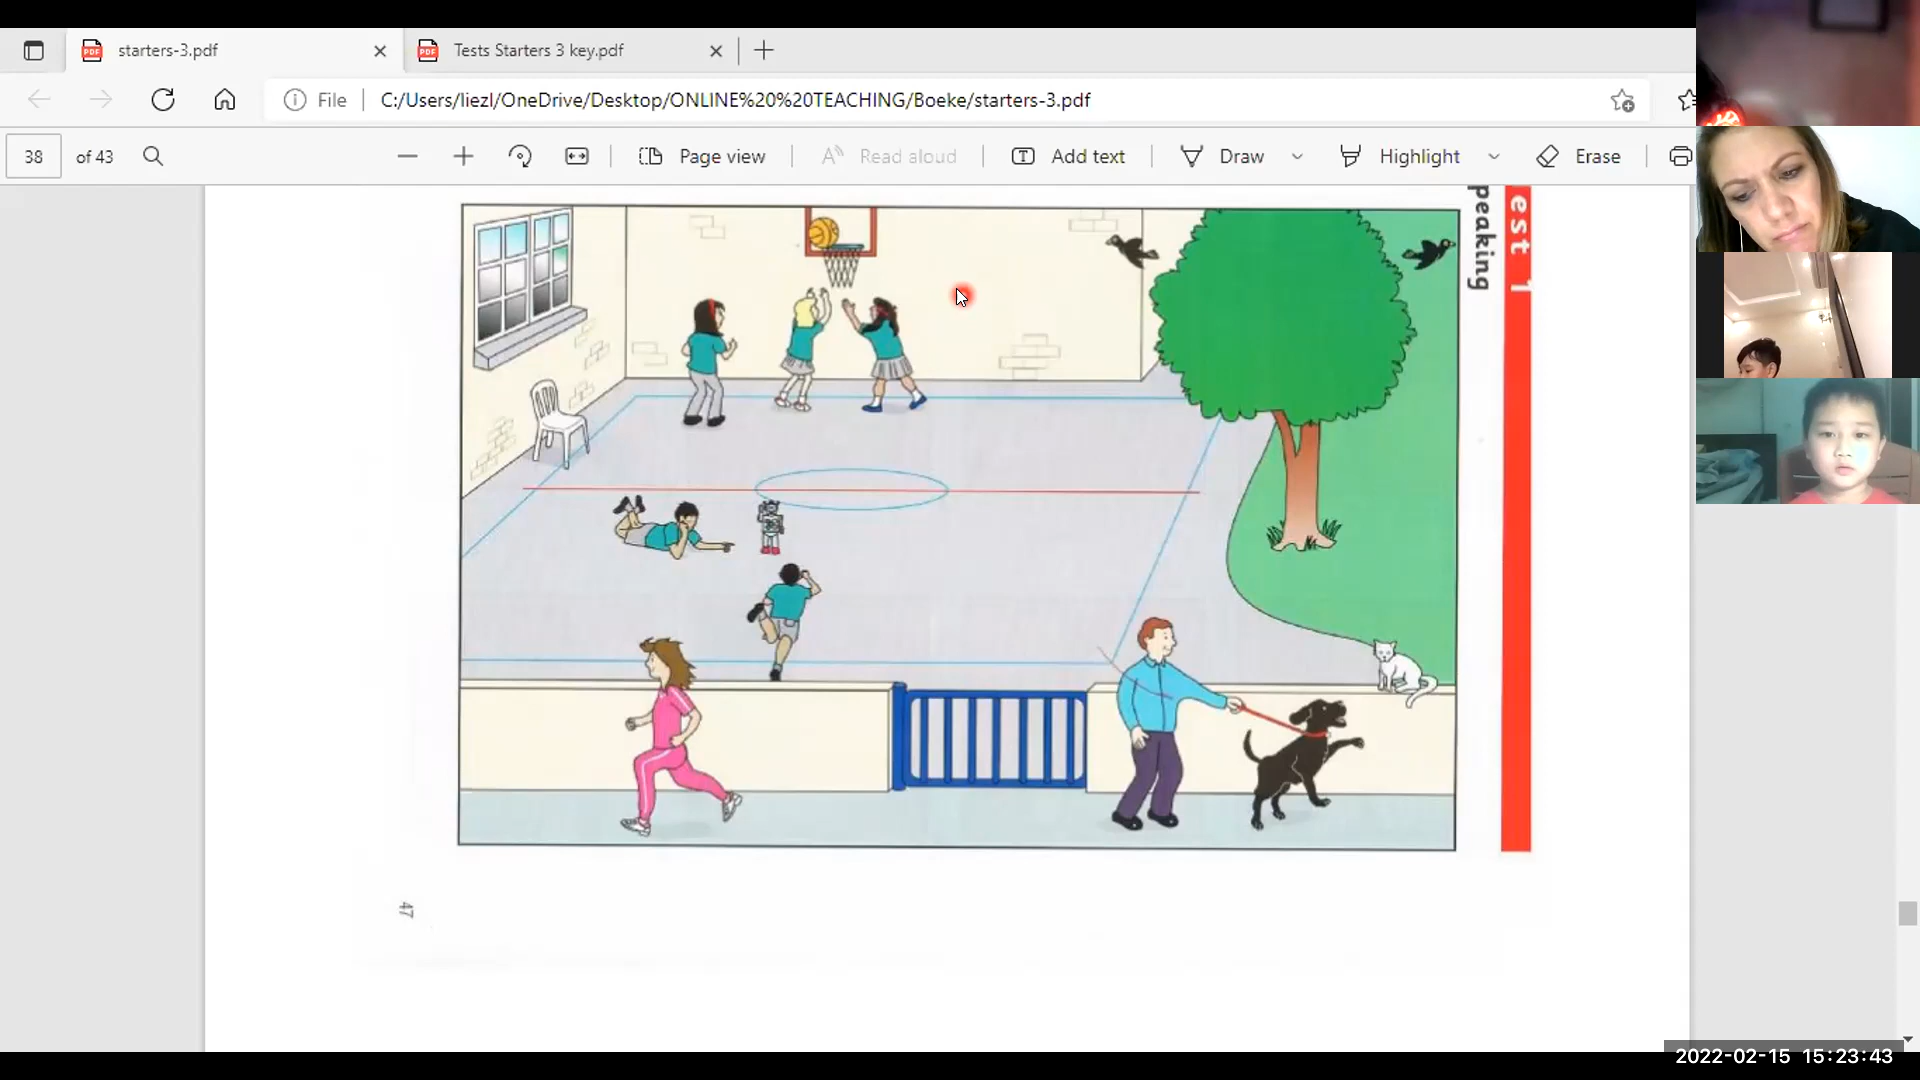 starters-3.pdf
Tests Starters 3 key.pdf
File
C:/Users/liezl/OneDrive/Desktop/ONLINE%20%20TEACHING/Boeke/starters-3.pdf
38 of 43
Page view
Read aloud
Add text
Draw
Highlight
Erase
est 1
peaking
47
2022-02-15 15:23:43